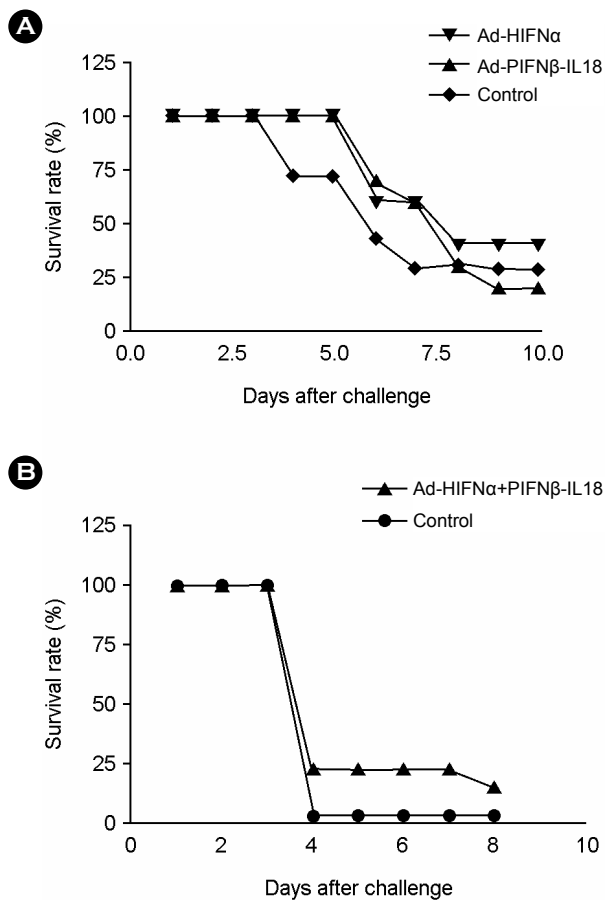 A
Ad-HIFNα
Ad-PIFNβ-IL18
Control
125
100
75
50
25
0
Survival rate (%)
0.0 2.5 5.0 7.5 10.0
Days after challenge
B
Ad-HIFNα+PIFNβ-IL18
Control
125
100
75
50
25
0
Survival rate (%)
0 2 4 6 8 10
Days after challenge